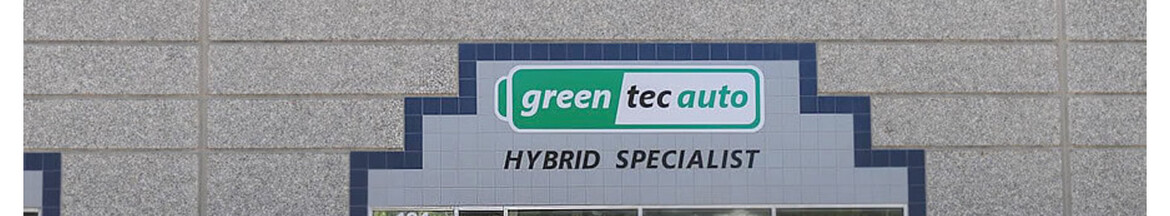 green tec auto
HYBRID SPECIALIST